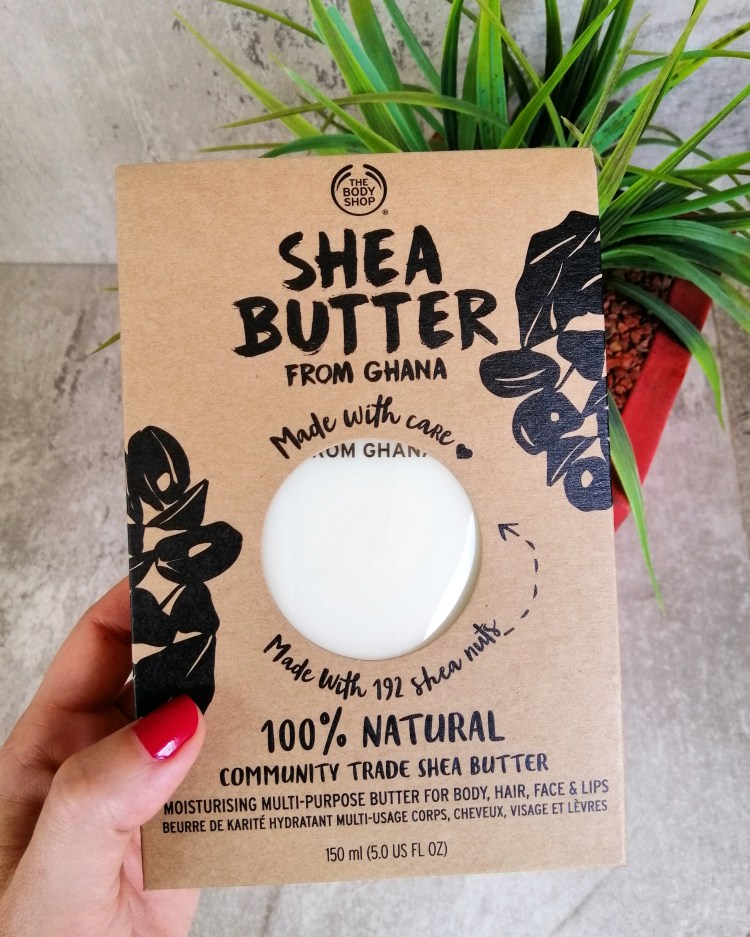 THE
BODY
SHOP
®
SHEA
BUTTER
FROM GHANA
Made with care
FROM GHANA
Made with 192 shea nuts
100% NATURAL
COMMUNITY TRADE SHEA BUTTER
MOISTURISING MULTI-PURPOSE BUTTER FOR BODY, HAIR, FACE & LIPS
BEURRE DE KARITÉ HYDRATANT MULTI-USAGE CORPS, CHEVEUX, VISAGE ET LÈVRES
150 ml (5.0 US FL OZ)